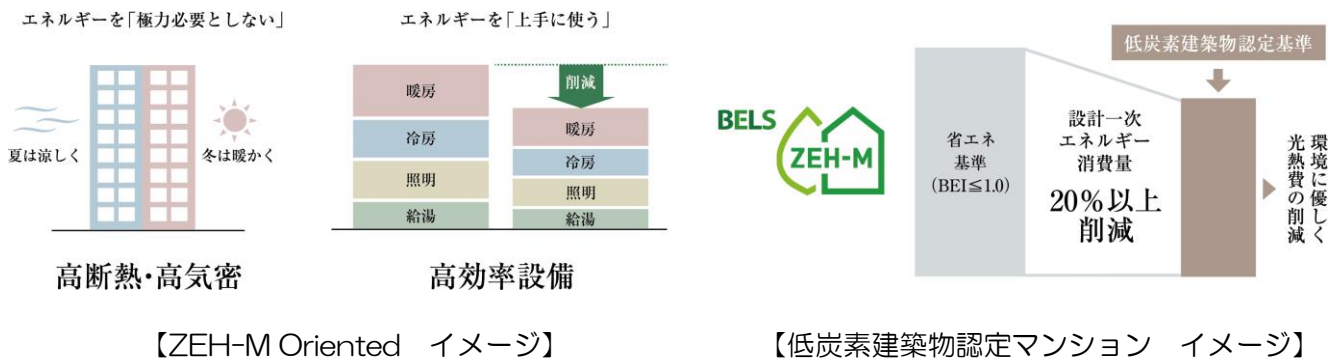 エネルギーを「極力必要としない」
夏は涼しく
冬は暖かく
高断熱・高気密
エネルギーを「上手に使う」
暖房
冷房
照明
給湯
削減
暖房
冷房
照明
給湯
高効率設備
【ZEH-M Oriented　イメージ】
BELS
ZEH-M
省エネ
基準
(BEI≦1.0)
設計一次
エネルギー
消費量
20％以上
削減
低炭素建築物認定基準
環境に優しく
光熱費の削減
【低炭素建築物認定マンション　イメージ】